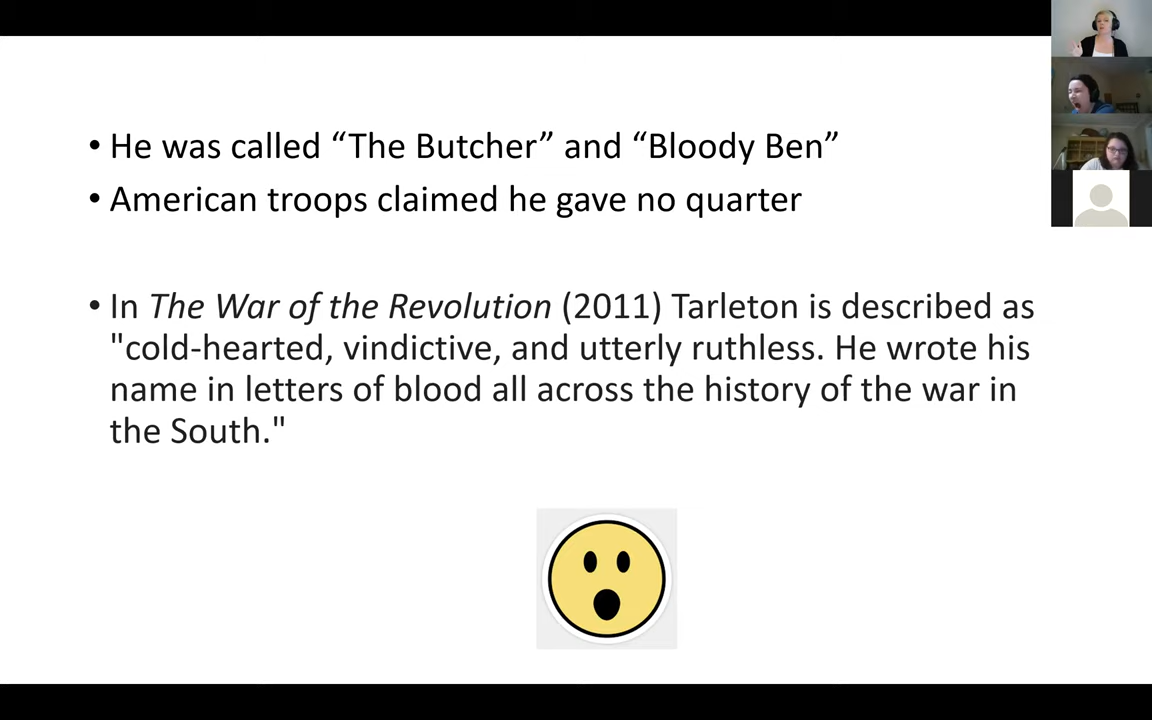 • He was called “The Butcher” and “Bloody Ben”
• American troops claimed he gave no quarter
• In The War of the Revolution (2011) Tarleton is described as
"cold-hearted, vindictive, and utterly ruthless. He wrote his
name in letters of blood all across the history of the war in
the South."